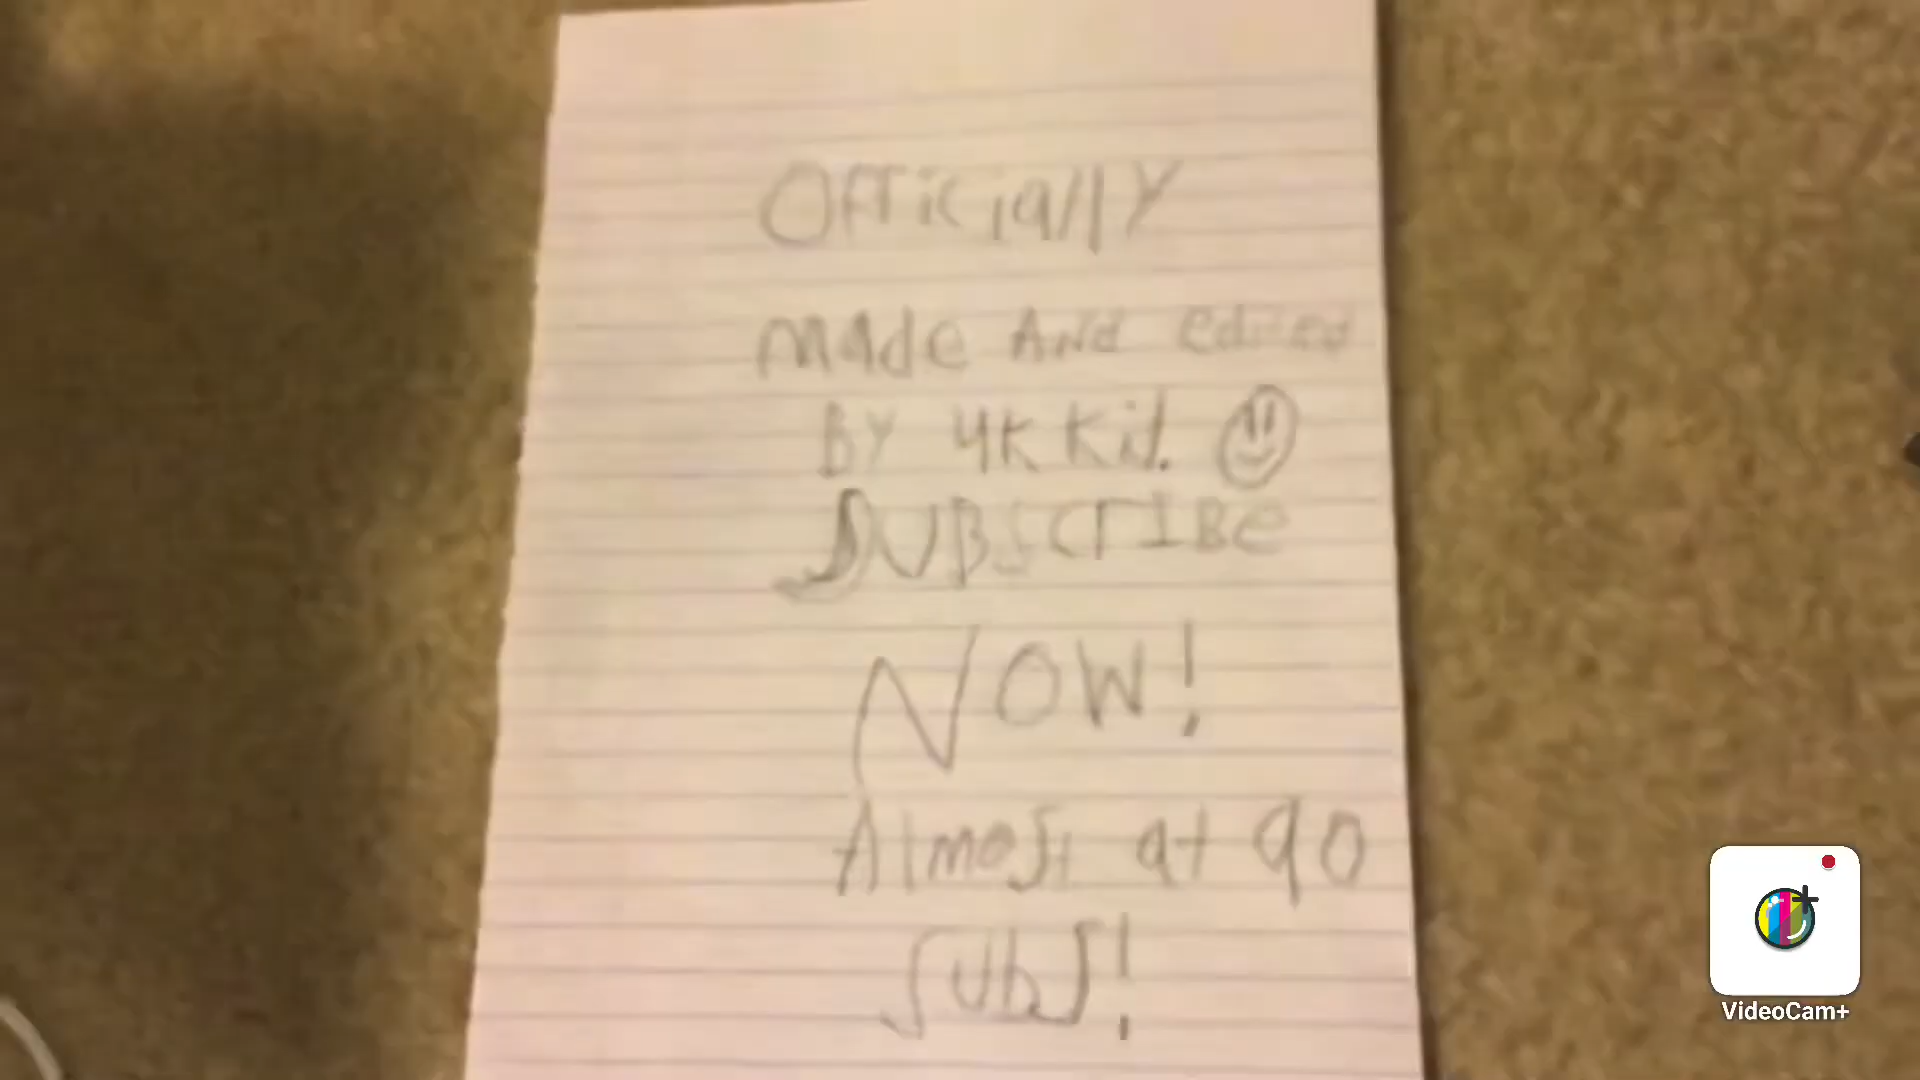 Officially
made And edited
BY 4K Kid. 
SUBSCrIBe
NOW!
Almost at 90
subs!
VideoCam+